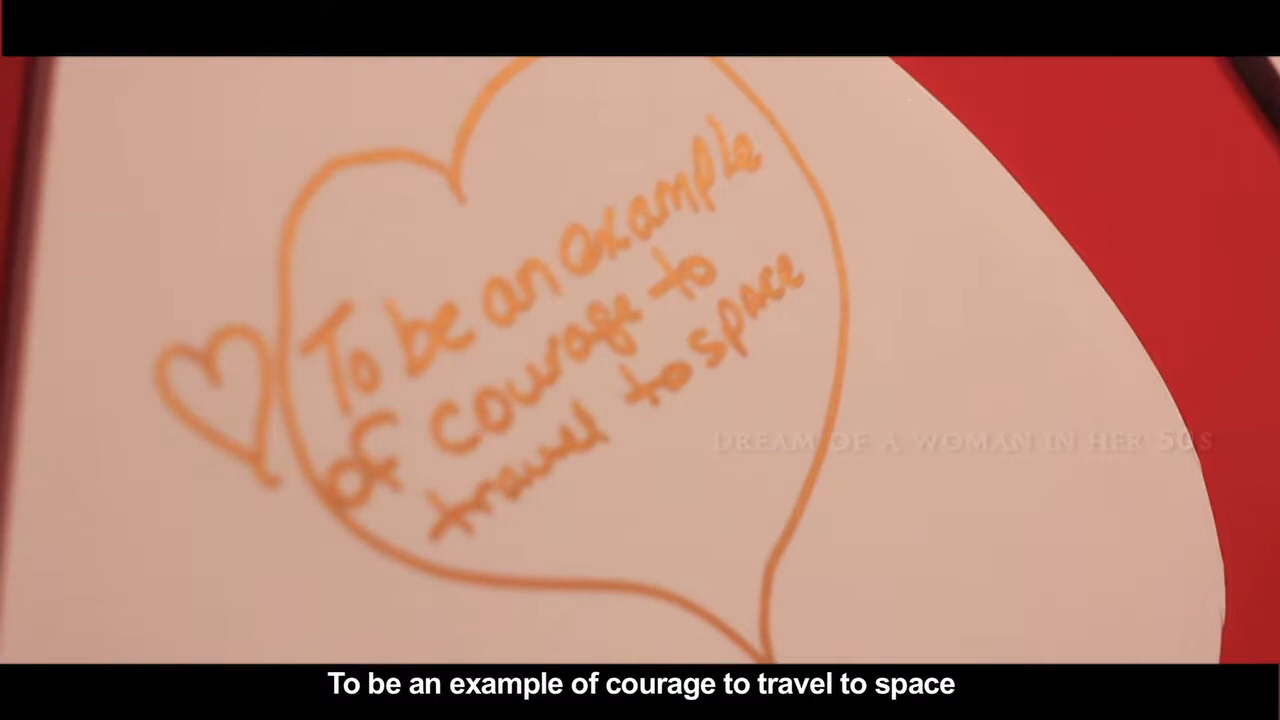 To be an example
of courage to
travel to space
DREAM OF A WOMAN IN HER 50S
To be an example of courage to travel to space